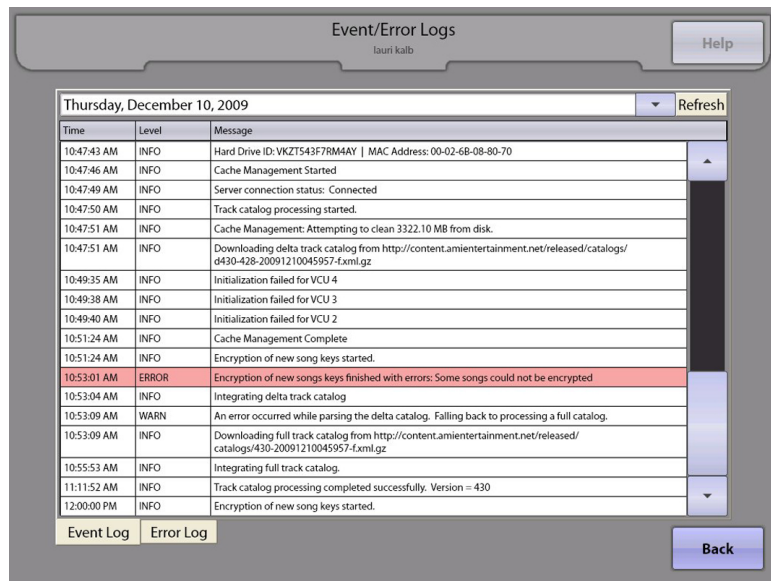 Event/Error Logs
lauri kalb
Help
Thursday, December 10, 2009
Refresh
Time Level Message
10:47:43 AM INFO Hard Drive ID: VKZT543F7RM4AY | MAC Address: 00-02-6B-08-80-70
10:47:46 AM INFO Cache Management Started
10:47:49 AM INFO Server connection status: Connected
10:47:50 AM INFO Track catalog processing started.
10:47:51 AM INFO Cache Management: Attempting to clean 3322.10 MB from disk.
10:47:51 AM INFO Downloading delta track catalog from http://content.amientertainment.net/released/catalogs/
d430-428-20091210045957-f.xml.gz
10:49:35 AM INFO Initialization failed for VCU 4
10:49:38 AM INFO Initialization failed for VCU 3
10:49:40 AM INFO Initialization failed for VCU 2
10:51:24 AM INFO Cache Management Complete
10:51:24 AM INFO Encryption of new song keys started.
10:53:01 AM ERROR Encryption of new songs keys finished with errors: Some songs could not be encrypted
10:53:04 AM INFO Integrating delta track catalog
10:53:09 AM WARN An error occurred while parsing the delta catalog. Falling back to processing a full catalog.
10:53:09 AM INFO Downloading full track catalog from http://content.amientertainment.net/released/
catalogs/430-20091210045957-f.xml.gz
10:55:53 AM INFO Integrating full track catalog.
11:11:52 AM INFO Track catalog processing completed successfully. Version = 430
12:00:00 PM INFO Encryption of new song keys started.
Event Log Error Log
Back